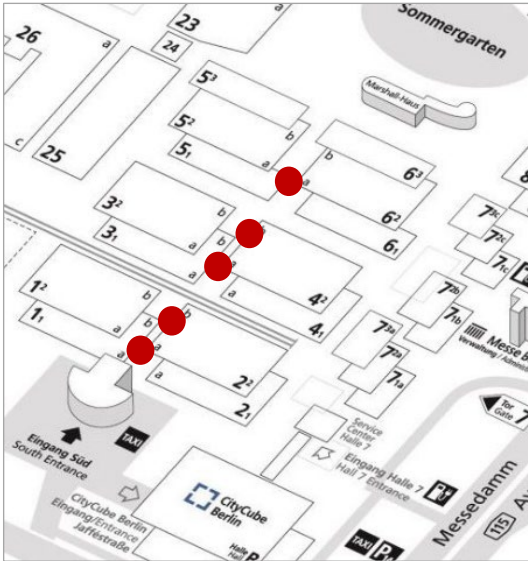 23
a
26
24
Sommergarten
Marshall-Haus
c
25
5³
5²
b
5₁
a
b
a
6³
6²
6₁
3²
b
3₁
a
b
b
a
a
4²
4₁
8
7₃c
7₂c
7₁c
7₂b
7₁b
7₃a
7₂a
7₁a
Messe B
Verwaltung / Administ
1²
b
1₁
a
b
b
a
a
a
2²
2₁
Eingang Süd
South Entrance
TAXI
CityCube Berlin
Eingang/Entrance
Jafféstraße
CityCube
Berlin
Halle
Hall
P
Service
Center
Halle 7
Eingang Halle 7
Hall 7 Entrance
Tor
Gate 7
Messedamm
115
A
TAXI
P